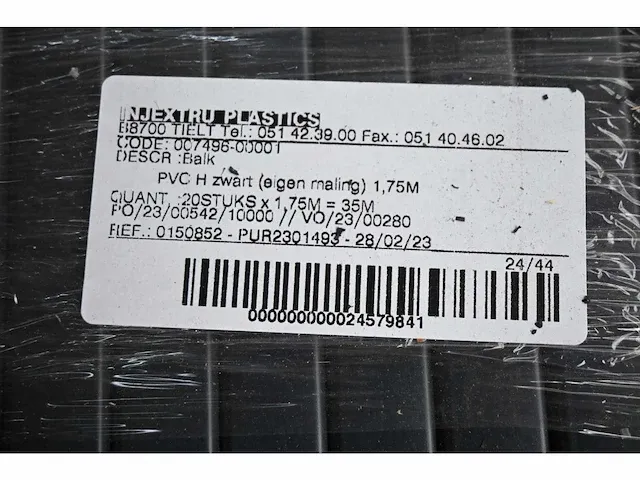 INJEXTRU PLASTICS
B8700 TIELT Tel.: 051 42.39.00 Fax.: 051 40.46.02
CODE: 007496-00001
DESCR :Balk
PVC H zwart (eigen maling) 1,75M
QUANT. :20STUKS x 1,75M = 35M
PO/23/00542/10000 // VO/23/00280
REF.: 0150852 - PUR2301493 - 28/02/23
24/44
000000000024579841